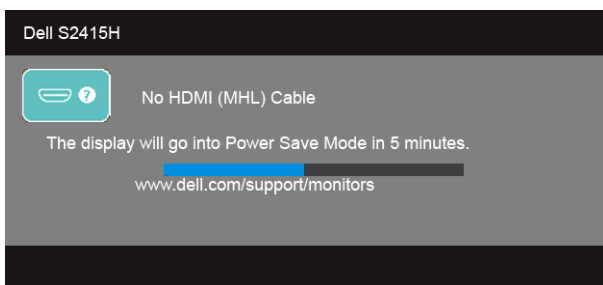 Dell S2415H
?
No HDMI (MHL) Cable
The display will go into Power Save Mode in 5 minutes.
www.dell.com/support/monitors